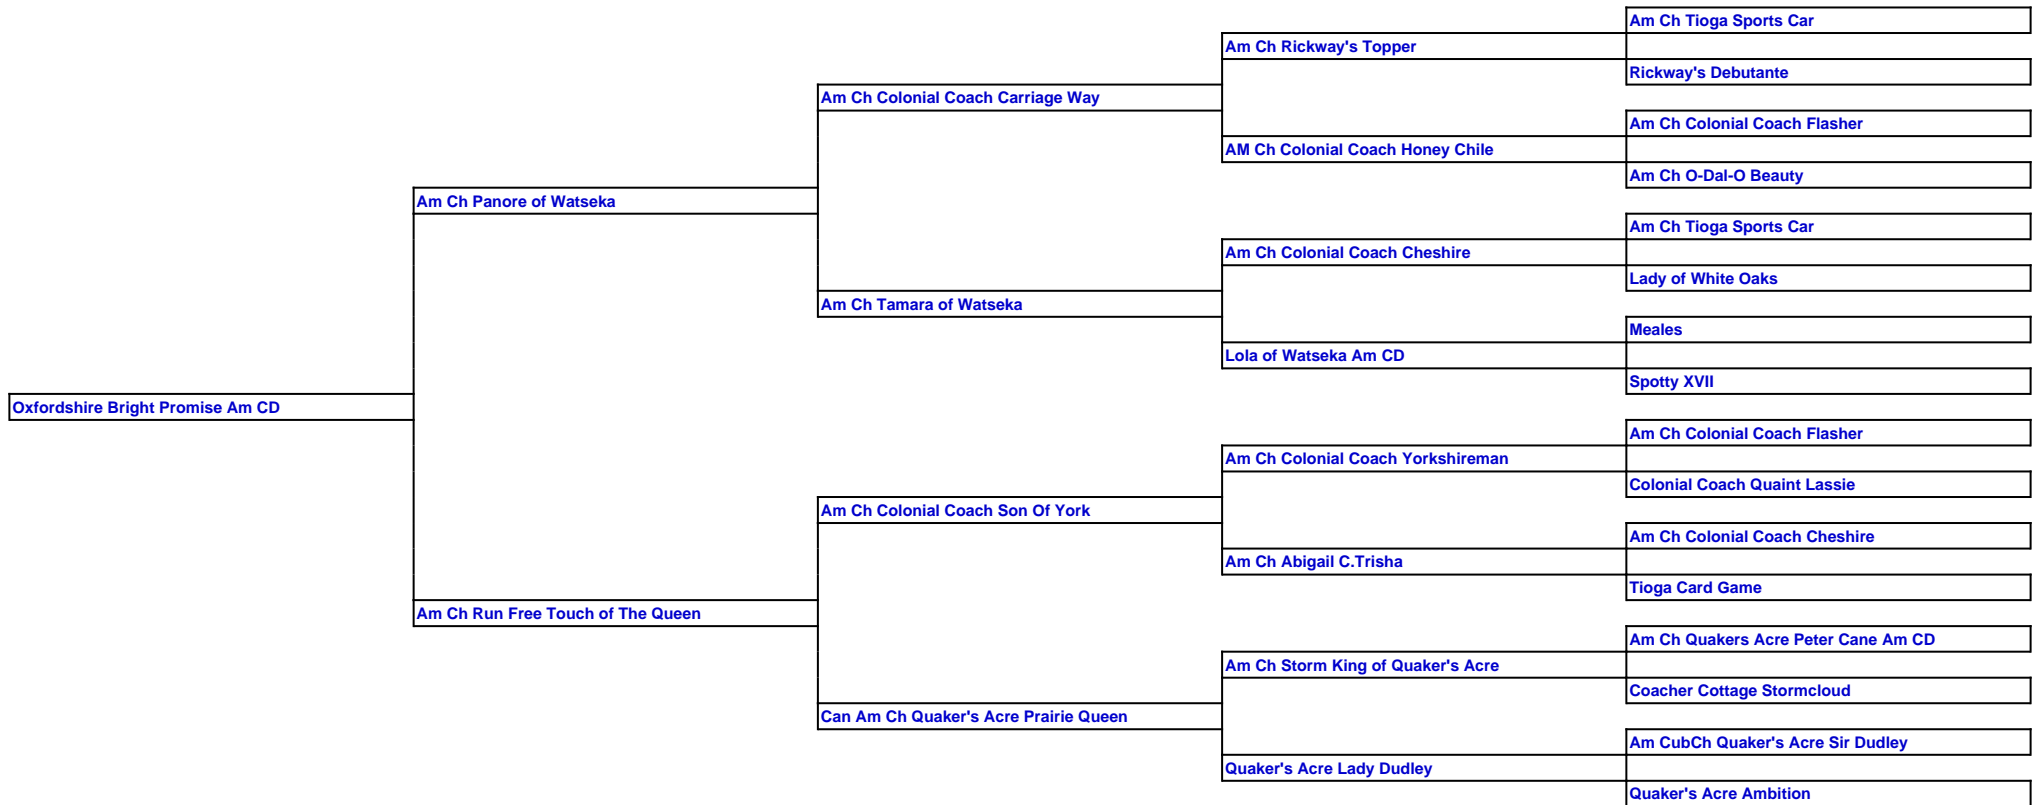 Am Ch Tioga Sports Car
Am Ch Rickway's Topper
Rickway's Debutante
Am Ch Colonial Coach Carriage Way
Am Ch Colonial Coach Flasher
AM Ch Colonial Coach Honey Chile
Am Ch O-Dal-O Beauty
Am Ch Panore of Watseka
Am Ch Tioga Sports Car
Am Ch Colonial Coach Cheshire
Lady of White Oaks
Am Ch Tamara of Watseka
Meales
Lola of Watseka Am CD
Spotty XVII
Oxfordshire Bright Promise Am CD
Am Ch Colonial Coach Flasher
Am Ch Colonial Coach Yorkshireman
Colonial Coach Quaint Lassie
Am Ch Colonial Coach Son Of York
Am Ch Colonial Coach Cheshire
Am Ch Abigail C.Trisha
Tioga Card Game
Am Ch Run Free Touch of The Queen
Am Ch Quakers Acre Peter Cane Am CD
Am Ch Storm King of Quaker's Acre
Coacher Cottage Stormcloud
Can Am Ch Quaker's Acre Prairie Queen
Am CubCh Quaker's Acre Sir Dudley
Quaker's Acre Lady Dudley
Quaker's Acre Ambition